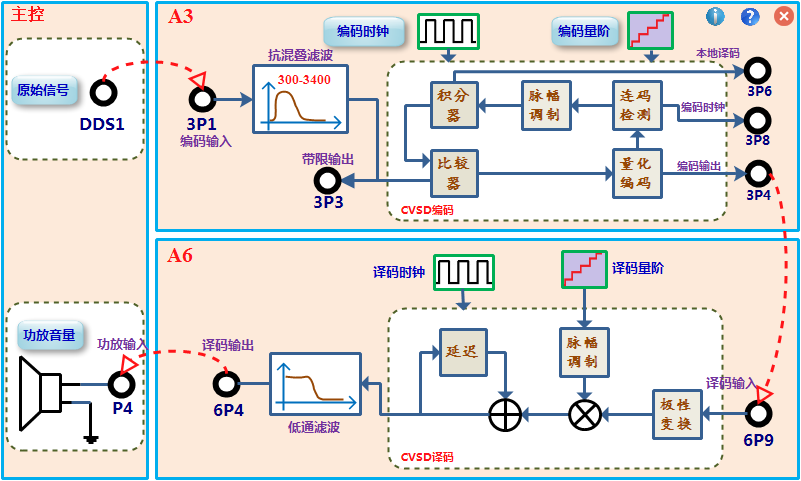 主控
A3
编码时钟
编码量阶
i
?
原始信号
DDS1
抗混叠滤波
300-3400
3P1
编码输入
带限输出
3P3
积分器
脉幅调制
连码检测
比较器
量化编码
CVSD编码
本地译码
3P6
编码时钟
3P8
编码输出
3P4
A6
译码时钟
译码量阶
功放音量
功放输入
P4
译码输出
6P4
低通滤波
延迟
脉幅调制
极性变换
译码输入
6P9
CVSD译码